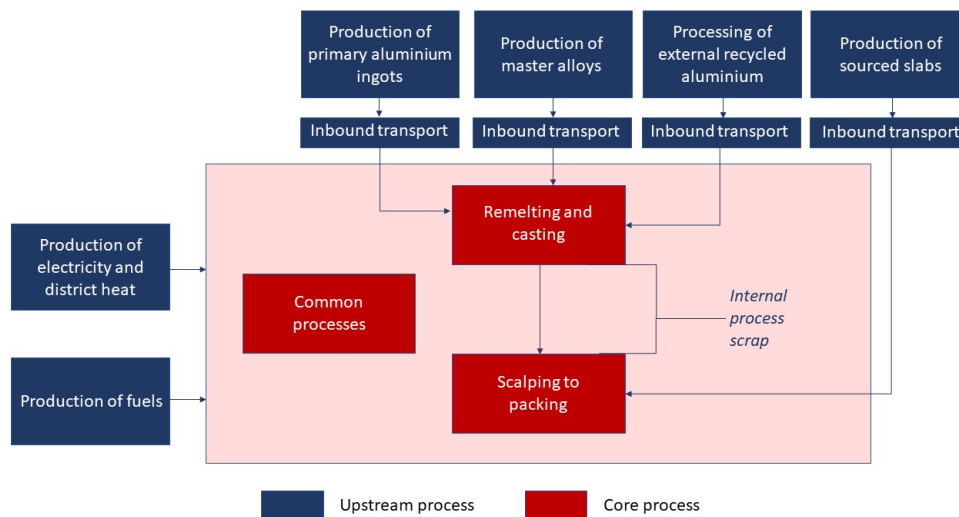 Production of
primary aluminium
ingots
Production of
master alloys
Processing of
external recycled
aluminium
Production of
sourced slabs
Inbound transport
Inbound transport
Inbound transport
Inbound transport
Remelting and
casting
Production of
electricity and
district heat
Common
processes
Internal
process
scrap
Production of fuels
Scalping to
packing
Upstream process
Core process